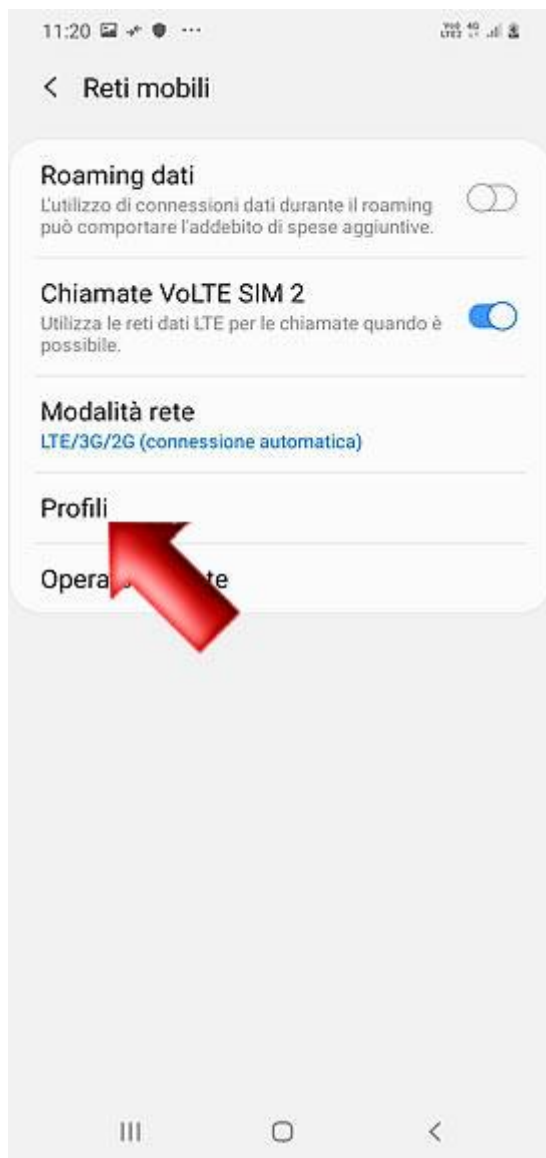 11:20
Reti mobili
Roaming dati
L'utilizzo di connessioni dati durante il roaming
può comportare l'addebito di spese aggiuntive.
Chiamate VoLTE SIM 2
Utilizza le reti dati LTE per le chiamate quando è
possibile.
Modalità rete
LTE/3G/2G (connessione automatica)
Profili